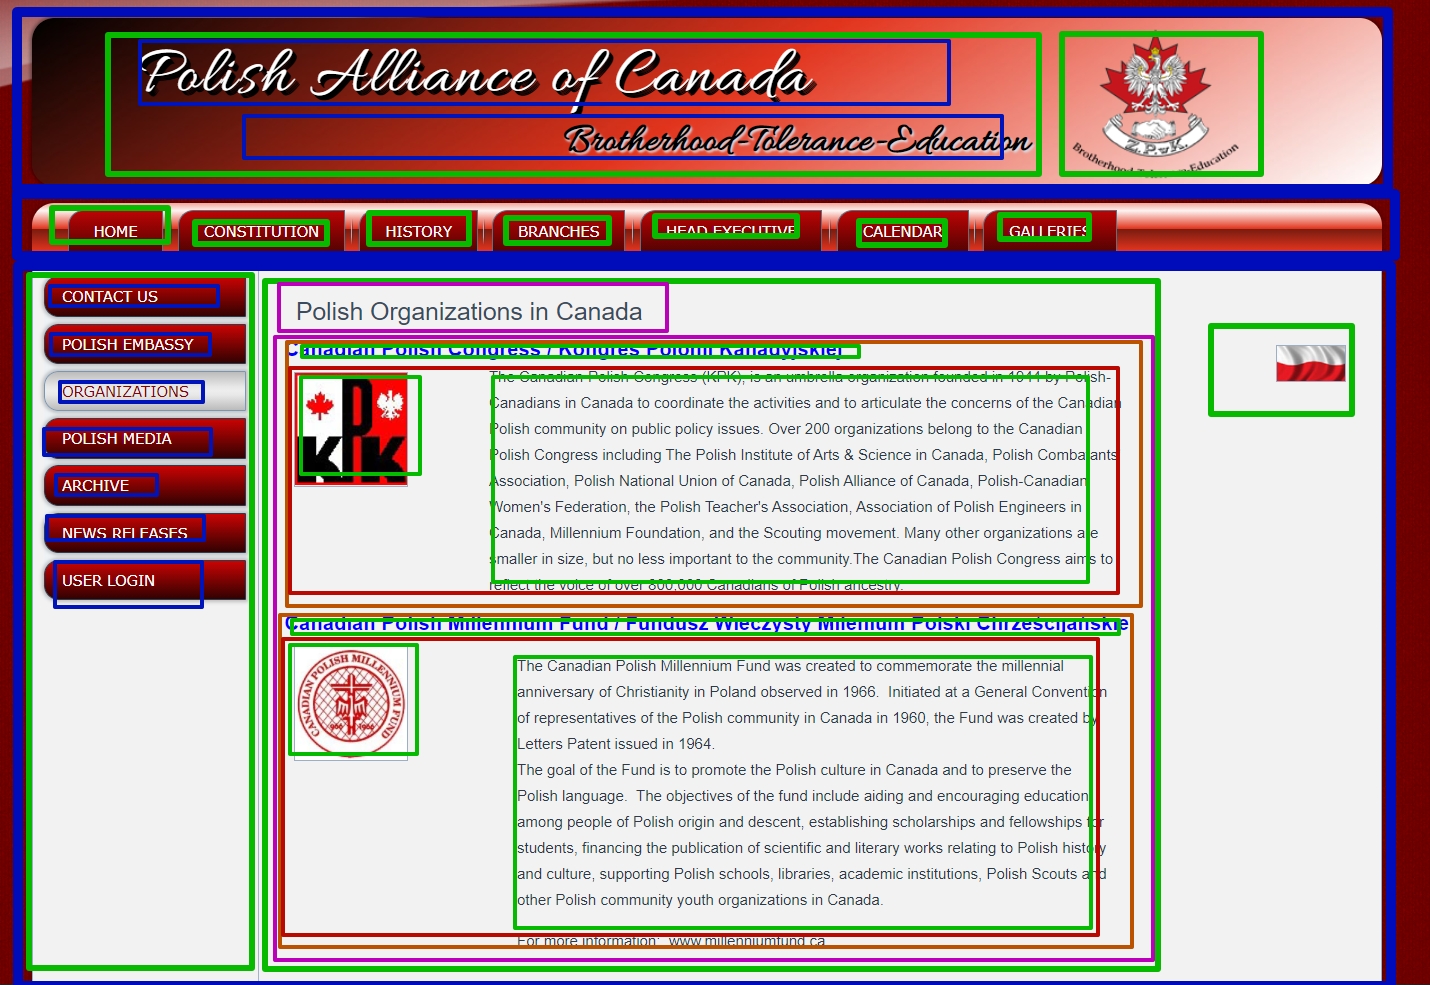 Polish Alliance of Canada
Brotherhood-Tolerance-Education
Z.P.w K.
Brotherhood-Tolerance-Education
HOME
CONSTITUTION
HISTORY
BRANCHES
HEAD EXECUTIVE
CALENDAR
GALLERIES
CONTACT US
POLISH EMBASSY
ORGANIZATIONS
POLISH MEDIA
ARCHIVE
NEWS RELEASES
USER LOGIN
Polish Organizations in Canada
Canadian Polish Congress / Kongres Polonii Kanadyjskiej
KPK
The Canadian Polish Congress (KPK), is an umbrella organization founded in 1944 by Polish-
Canadians in Canada to coordinate the activities and to articulate the concerns of the Canadian
Polish community on public policy issues. Over 200 organizations belong to the Canadian
Polish Congress including The Polish Institute of Arts & Science in Canada, Polish Combatants
Association, Polish National Union of Canada, Polish Alliance of Canada, Polish-Canadian
Women's Federation, the Polish Teacher's Association, Association of Polish Engineers in
Canada, Millennium Foundation, and the Scouting movement. Many other organizations are
smaller in size, but no less important to the community.The Canadian Polish Congress aims to
reflect the voice of over 800,000 Canadians of Polish ancestry.
Canadian Polish Millennium Fund / Fundusz Wieczysty Milenium Polski Chrześcijańskie
CANADIAN POLISH MILLENNIUM FUND
966 1966
The Canadian Polish Millennium Fund was created to commemorate the millennial
anniversary of Christianity in Poland observed in 1966. Initiated at a General Convention
of representatives of the Polish community in Canada in 1960, the Fund was created by
Letters Patent issued in 1964.
The goal of the Fund is to promote the Polish culture in Canada and to preserve the
Polish language. The objectives of the fund include aiding and encouraging education
among people of Polish origin and descent, establishing scholarships and fellowships for
students, financing the publication of scientific and literary works relating to Polish history
and culture, supporting Polish schools, libraries, academic institutions, Polish Scouts and
other Polish community youth organizations in Canada.
For more information: www.millenniumfund.ca